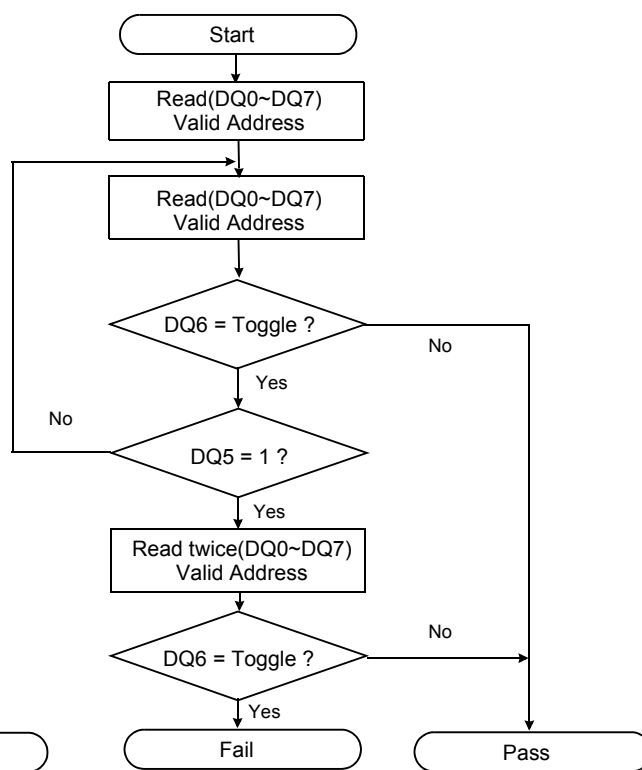 Start
Read(DQ0~DQ7)
Valid Address
Read(DQ0~DQ7)
Valid Address
DQ6 = Toggle ?
No
Yes
No
DQ5 = 1 ?
Yes
Read twice(DQ0~DQ7)
Valid Address
No
DQ6 = Toggle ?
Yes
Fail
Pass